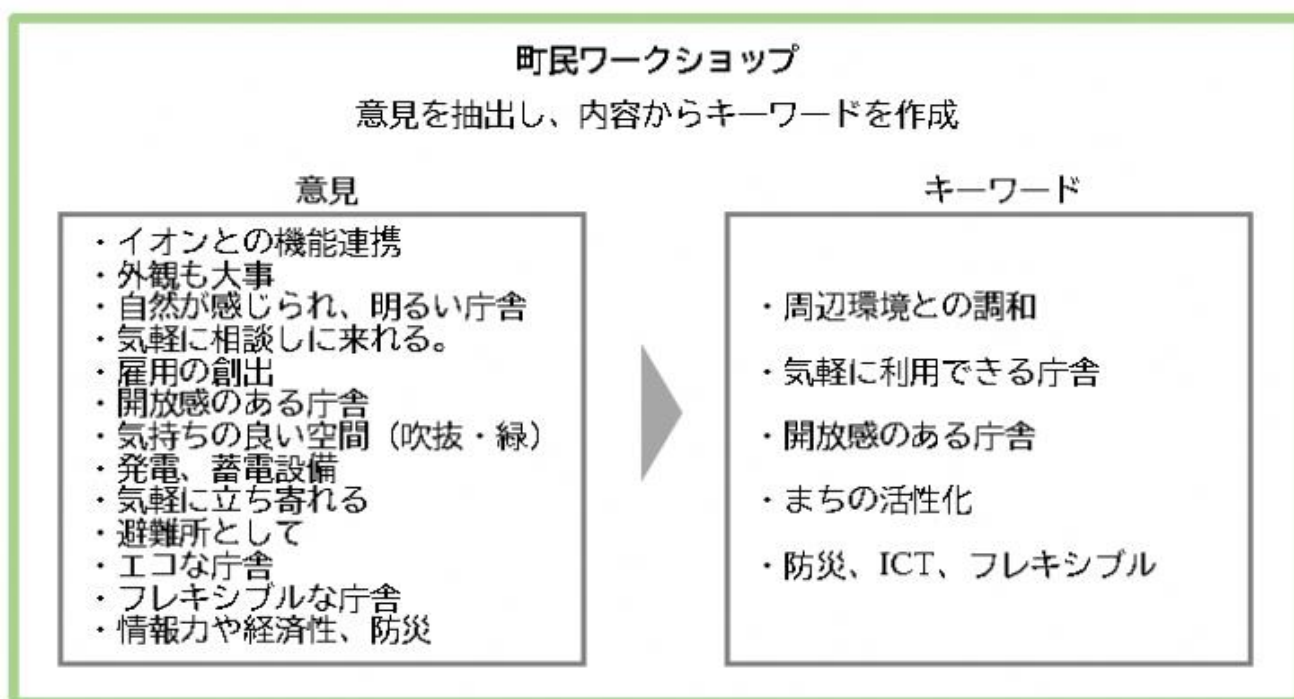 町民ワークショップ
意見を抽出し、内容からキーワードを作成
意見
・イオンとの機能連携
・外観も大事
・自然が感じられ、明るい庁舎
・気軽に相談しに来れる。
・雇用の創出
・開放感のある庁舎
・気持ちの良い空間（吹抜・緑）
・発電、蓄電設備
・気軽に立ち寄れる
・避難所として
・エコな庁舎
・フレキシブルな庁舎
・情報力や経済性、防災
キーワード
・周辺環境との調和
・気軽に利用できる庁舎
・開放感のある庁舎
・まちの活性化
・防災、ICT、フレキシブル